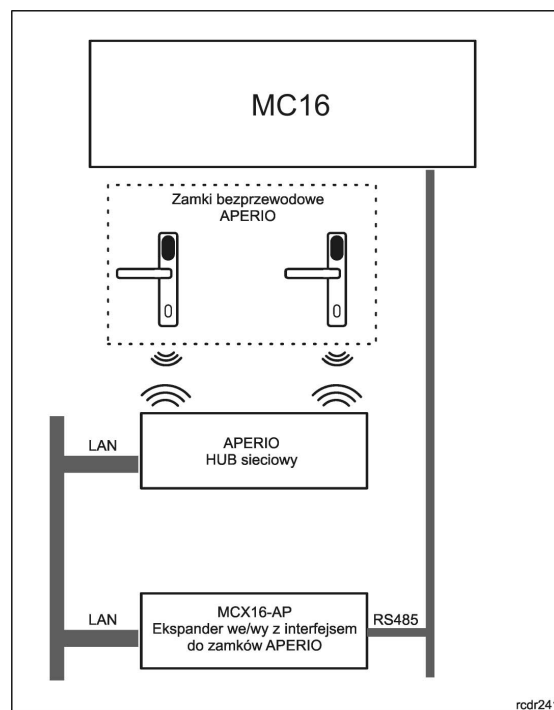 MC16
Zamki bezprzewodowe
APERIO
LAN
APERIO
HUB sieciowy
LAN
MCX16-AP
Ekspander we/wy z interfejsem
do zamków APERIO
RS485